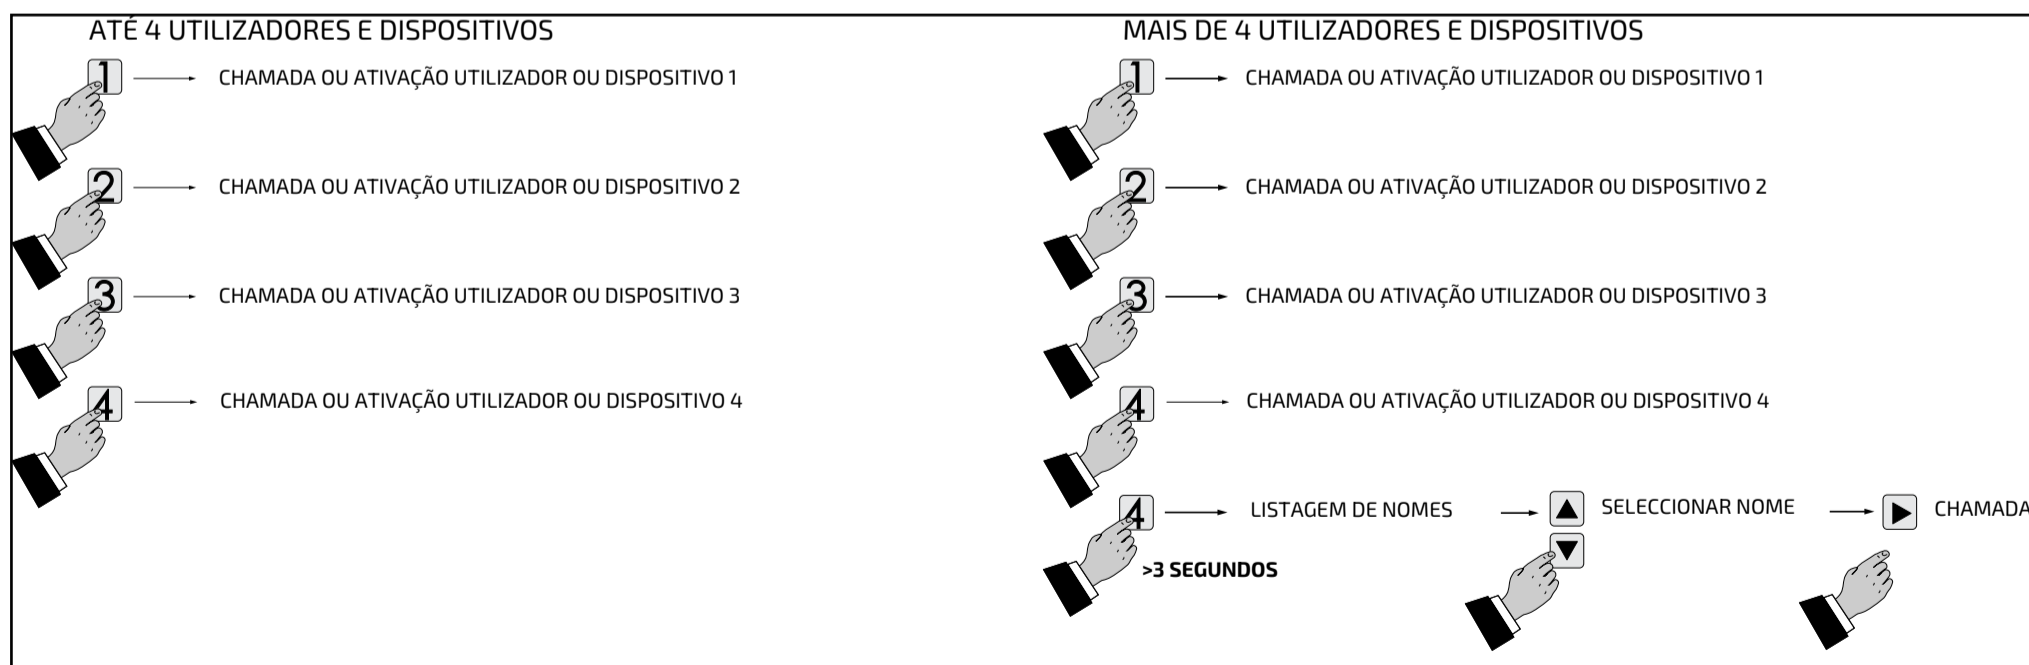 ATÉ 4 UTILIZADORES E DISPOSITIVOS
1 CHAMADA OU ATIVAÇÃO UTILIZADOR OU DISPOSITIVO 1
2 CHAMADA OU ATIVAÇÃO UTILIZADOR OU DISPOSITIVO 2
3 CHAMADA OU ATIVAÇÃO UTILIZADOR OU DISPOSITIVO 3
4 CHAMADA OU ATIVAÇÃO UTILIZADOR OU DISPOSITIVO 4
MAIS DE 4 UTILIZADORES E DISPOSITIVOS
1 CHAMADA OU ATIVAÇÃO UTILIZADOR OU DISPOSITIVO 1
2 CHAMADA OU ATIVAÇÃO UTILIZADOR OU DISPOSITIVO 2
3 CHAMADA OU ATIVAÇÃO UTILIZADOR OU DISPOSITIVO 3
4 CHAMADA OU ATIVAÇÃO UTILIZADOR OU DISPOSITIVO 4
4 LISTAGEM DE NOMES SELECCIONAR NOME CHAMADA
>3 SEGUNDOS